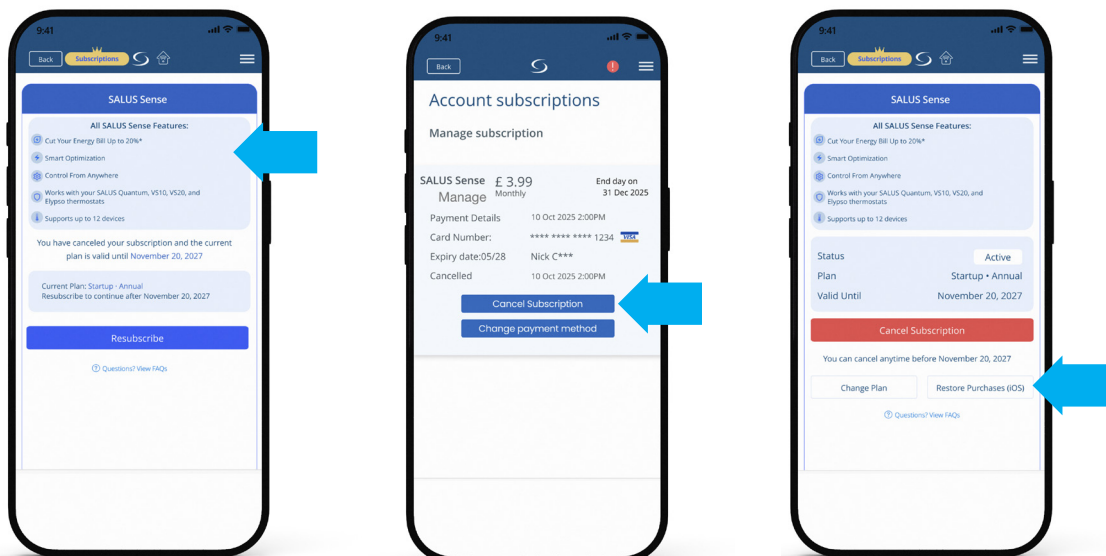 9:41
Back
Subscriptions
SALUS Sense
All SALUS Sense Features:
Cut Your Energy Bill Up to 20%*
Smart Optimization
Control From Anywhere
Works with your SALUS Quantum, VS10, VS20, and
Elypso thermostats
Supports up to 12 devices
You have canceled your subscription and the current
plan is valid until November 20, 2027
Current Plan: Startup · Annual
Resubscribe to continue after November 20, 2027
Resubscribe
Questions? View FAQs
9:41
Back
Account subscriptions
Manage subscription
SALUS Sense £ 3.99 End day on
Manage Monthly 31 Dec 2025
Payment Details 10 Oct 2025 2:00PM
Card Number: **** **** **** 1234 VISA
Expiry date:05/28 Nick C***
Cancelled 10 Oct 2025 2:00PM
Cancel Subscription
Change payment method
9:41
Back
Subscriptions
SALUS Sense
All SALUS Sense Features:
Cut Your Energy Bill Up to 20%*
Smart Optimization
Control From Anywhere
Works with your SALUS Quantum, VS10, VS20, and
Elypso thermostats
Supports up to 12 devices
Status Active
Plan Startup • Annual
Valid Until November 20, 2027
Cancel Subscription
You can cancel anytime before November 20, 2027
Change Plan Restore Purchases (iOS)
Questions? View FAQs